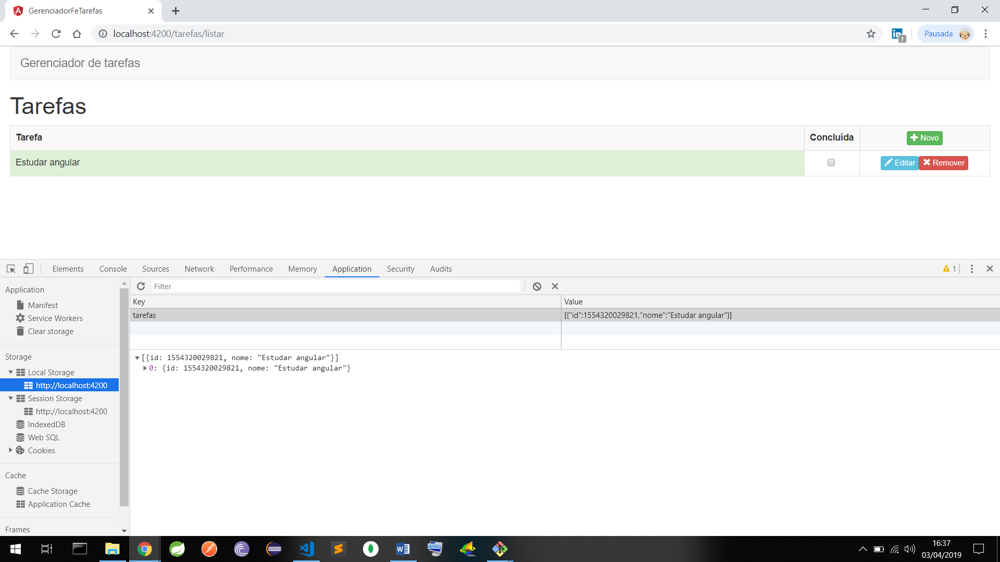 GerenciadorFeTarefas
localhost:4200/tarefas/listar
in
?
Pausada
Gerenciador de tarefas
Tarefas
Tarefa
Concluída
Novo
Estudar angular
Editar
Remover
Elements
Console
Sources
Network
Performance
Memory
Application
Security
Audits
1
Application
Filter
Manifest
Key
Value
Service Workers
tarefas
[{"id":1554320029821,"nome":"Estudar angular"}]
Clear storage
Storage
[{id: 1554320029821, nome: "Estudar angular"}]
0: {id: 1554320029821, nome: "Estudar angular"}
Local Storage
http://localhost:4200
Session Storage
http://localhost:4200
IndexedDB
Web SQL
Cookies
Cache
Cache Storage
Application Cache
Frames
16:37
03/04/2019